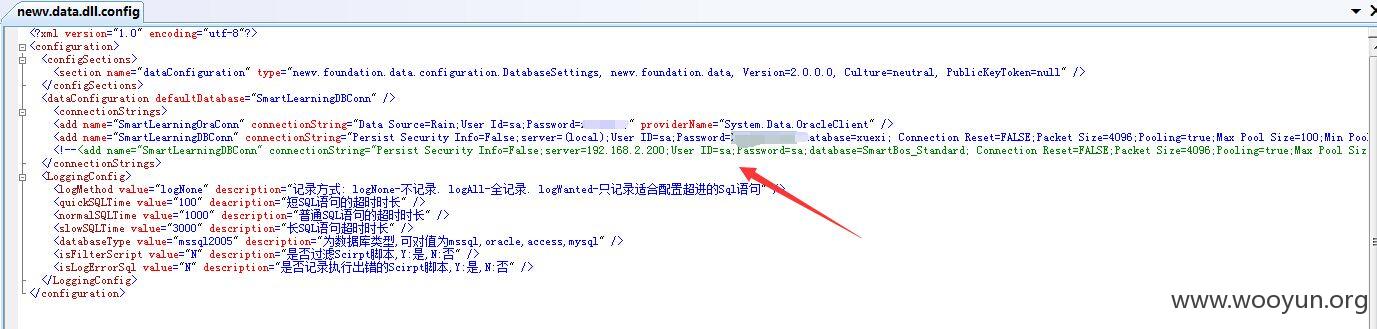 newv.data.dll.config
<?xml version="1.0" encoding="utf-8"?>
<configuration>
<configSections>
<section name="dataConfiguration" type="newv.foundation.data.configuration.DatabaseSettings, newv.foundation.data, Version=2.0.0.0, Culture=neutral, PublicKeyToken=null" />
</configSections>
<dataConfiguration defaultDatabase="SmartLearningDBConn" />
<connectionStrings>
<add name="SmartLearningOraConn" connectionString="Data Source=Rain;User Id=sa;Password= " providerName="System.Data.OracleClient" />
<add name="SmartLearningDBConn" connectionString="Persist Security Info=False;server=(local);User ID=sa;Password= atabase=xuexi; Connection Reset=FALSE;Packet Size=4096;Pooling=true;Max Pool Size=100;Min Pool
<!--<add name="SmartLearningDBConn" connectionString="Persist Security Info=False;server=192.168.2.200;User ID=sa;Password=sa;database=SmartBos_Standard; Connection Reset=FALSE;Packet Size=4096;Pooling=true;Max Pool Size
</connectionStrings>
<LoggingConfig>
<logMethod value="logNone" description="记录方式: logNone-不记录. logAll-全记录. logWanted-只记录适合配置超进的Sql语句" />
<quickSQLTime value="100" description="短SQL语句的超时时长" />
<normalSQLTime value="1000" description="普通SQL语句的超时时长" />
<slowSQLTime value="3000" description="长SQL语句超时时长" />
<databaseType value="mssql2005" description="为数据库类型,可对值为mssql,oracle,access,mysql" />
<isFilterScript value="N" description="是否过滤Scirpt脚本,Y:是,N:否" />
<isLogErrorSql value="N" description="是否记录执行出错的Scirpt脚本,Y:是,N:否" />
</LoggingConfig>
</configuration>
www.wooyun.org